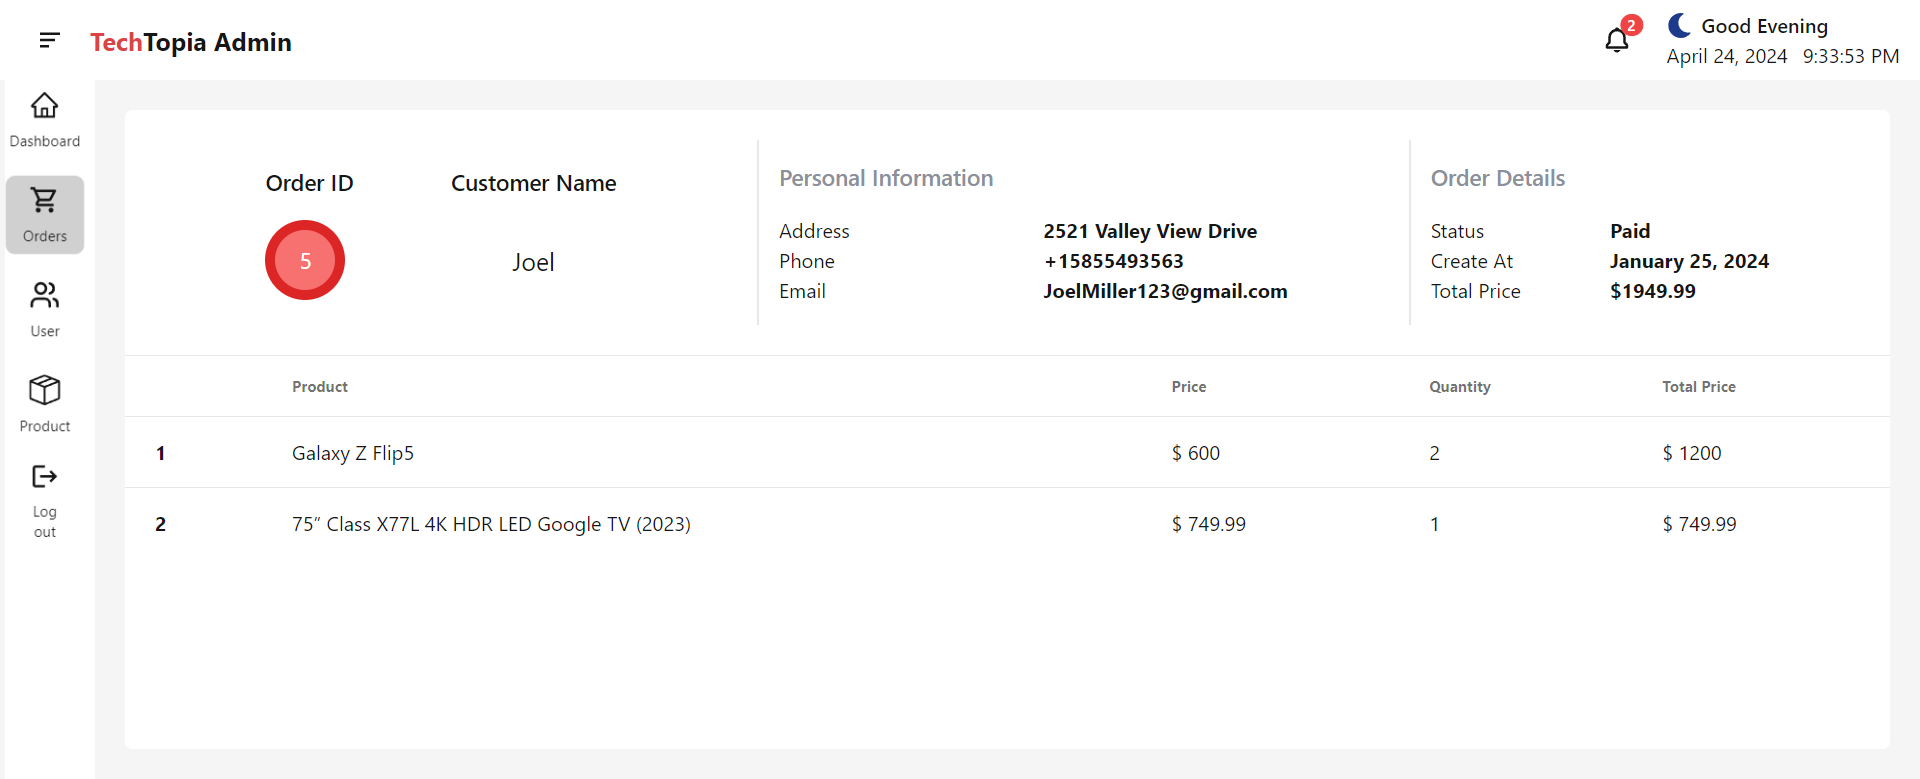 TechTopia Admin
2
Good Evening
April 24, 2024 9:33:53 PM
Dashboard
Orders
User
Product
Log
out
Order ID Customer Name
5 Joel
Personal Information
Address 2521 Valley View Drive
Phone +15855493563
Email JoelMiller123@gmail.com
Order Details
Status Paid
Create At January 25, 2024
Total Price $1949.99
Product Price Quantity Total Price
1 Galaxy Z Flip5 $ 600 2 $ 1200
2 75” Class X77L 4K HDR LED Google TV (2023) $ 749.99 1 $ 749.99